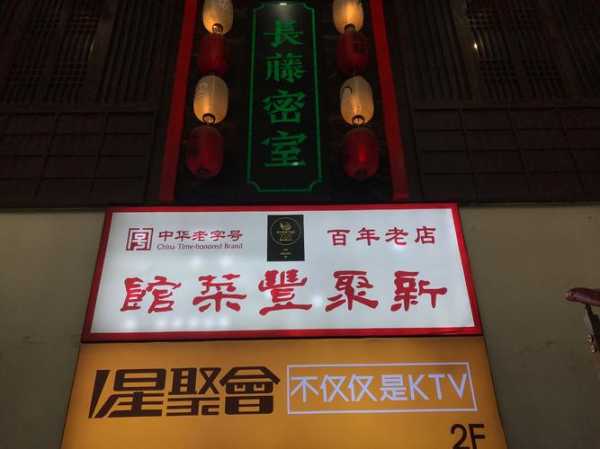 長藤密室
中华老字号
China Time-honored Brand
百年老店
新聚豐菜館
星聚會
不仅仅是KTV
2F